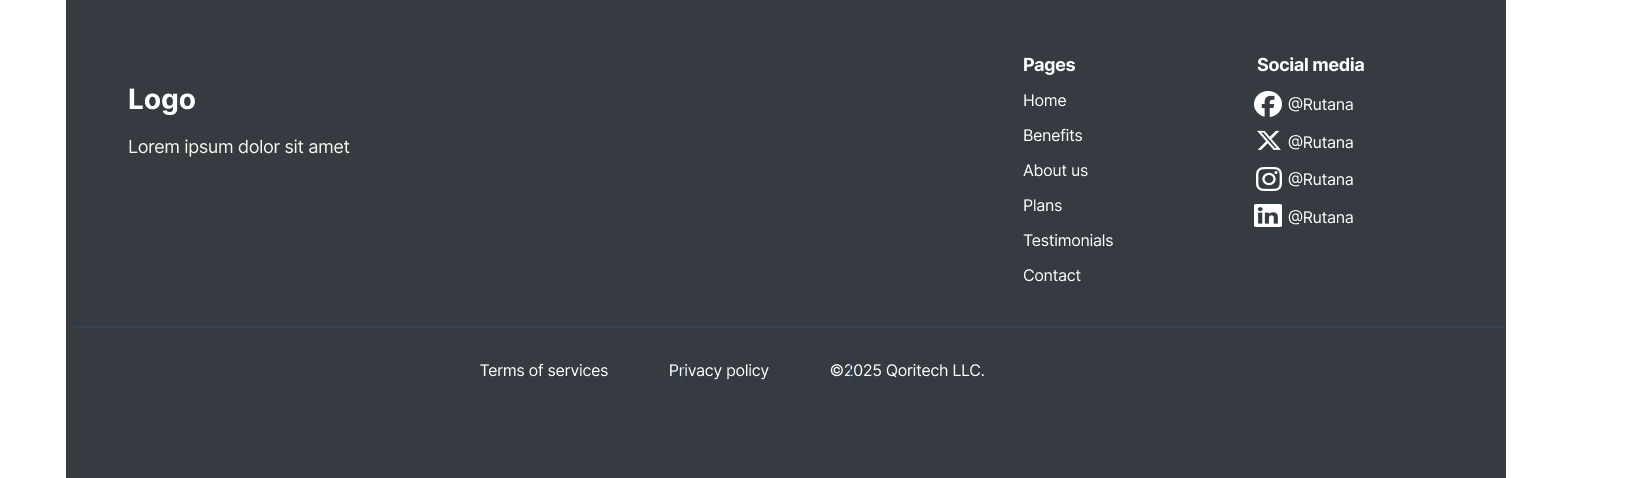 Logo
Lorem ipsum dolor sit amet
Pages
Home
Benefits
About us
Plans
Testimonials
Contact
Social media
@Rutana
@Rutana
@Rutana
@Rutana
Terms of services
Privacy policy
©2025 Qoritech LLC.